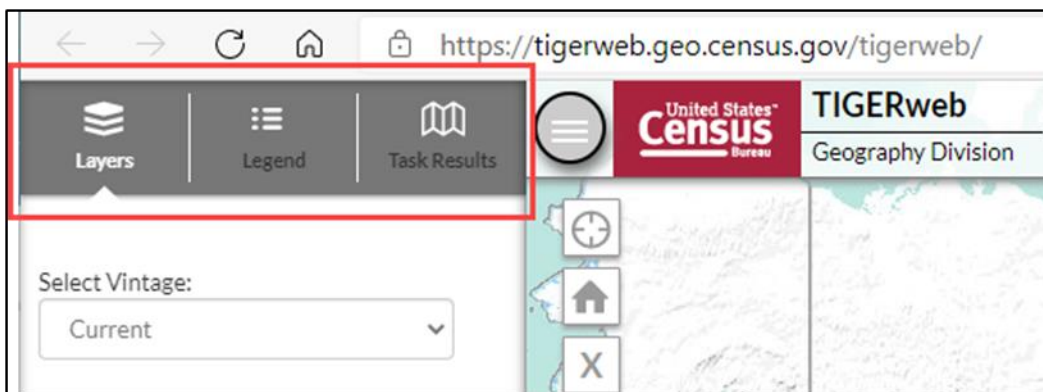 https://tigerweb.geo.census.gov/tigerweb/
Layers
Legend
Task Results
United States™
Census
Bureau
TIGERweb
Geography Division
Select Vintage:
Current
X